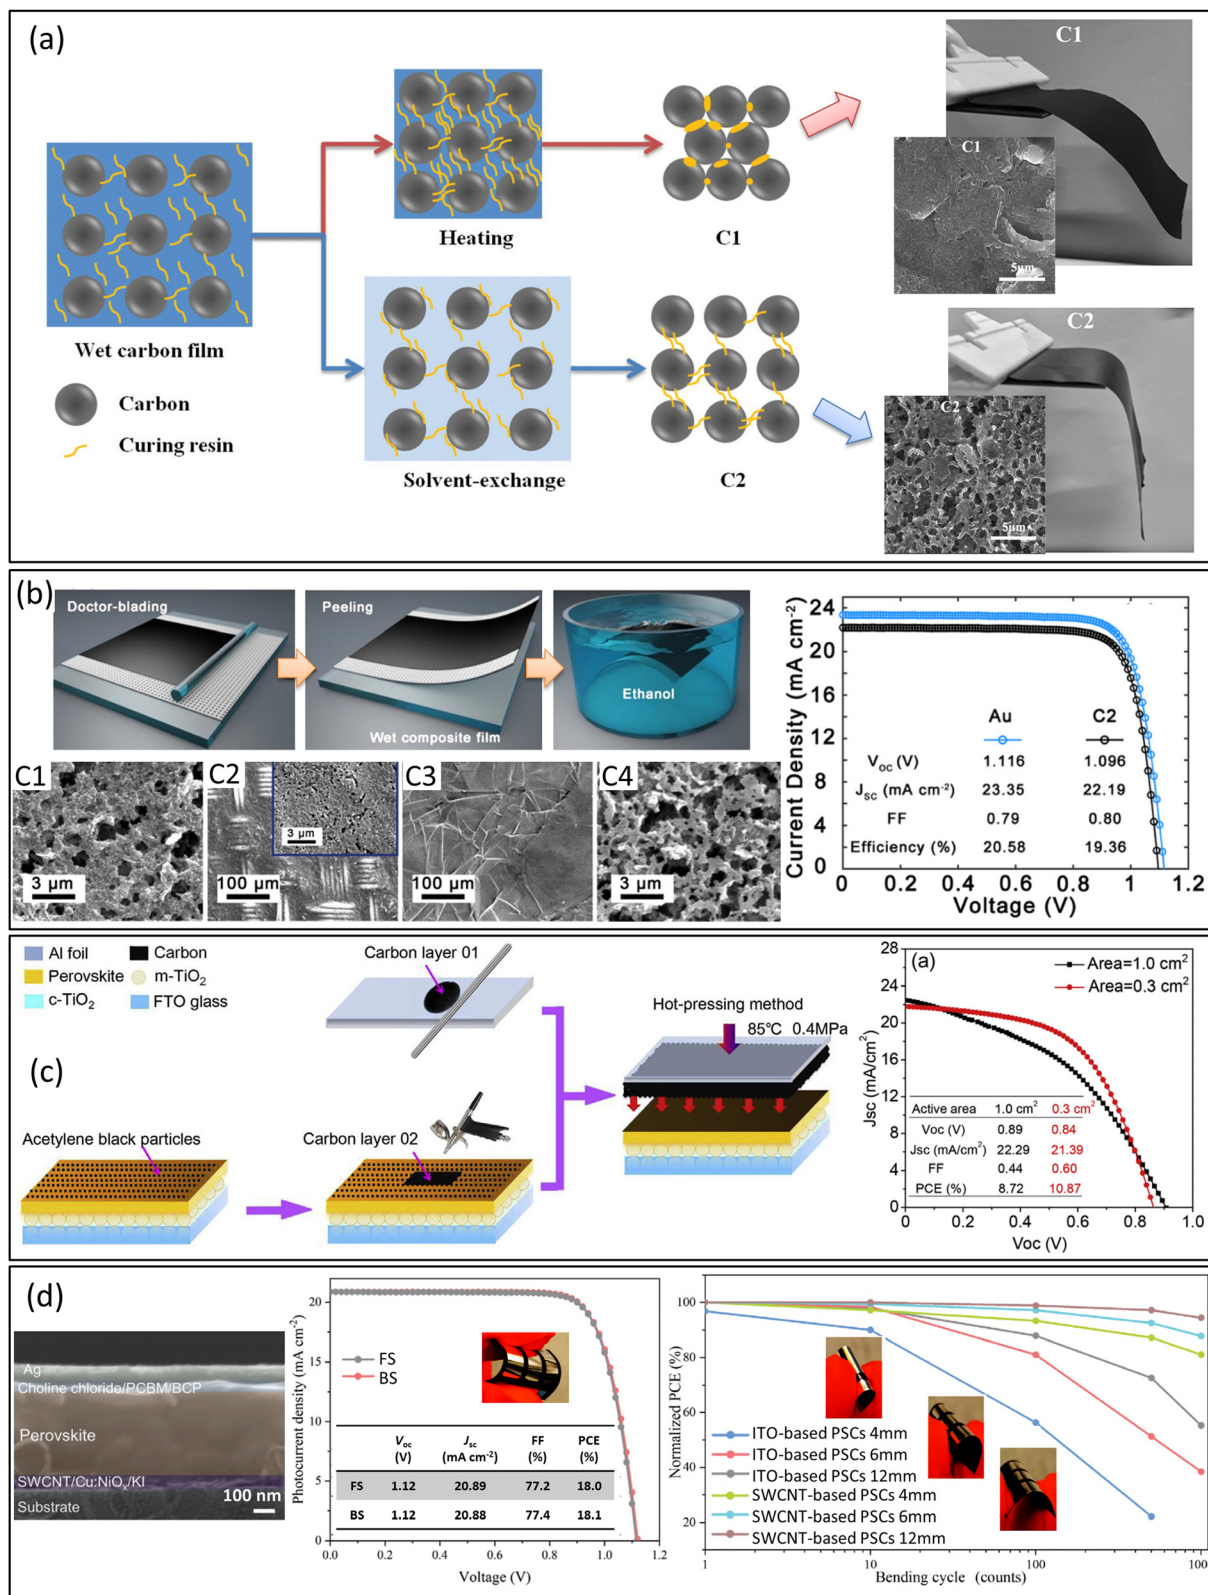 (a)
C1
C1
5μm
Heating
C1
Wet carbon film
Carbon
Curing resin
Solvent-exchange
C2
C2
C2
5μm
(b)
Doctor-blading
Peeling
Wet composite film
Ethanol
C1
3 μm
C2
3 μm
100 μm
C3
100 μm
C4
3 μm
Current Density (mA cm⁻²)
24
20
16
12
8
4
0
Au C2
Voc (V) 1.116 1.096
Jsc (mA cm⁻²) 23.35 22.19
FF 0.79 0.80
Efficiency (%) 20.58 19.36
0 0.2 0.4 0.6 0.8 1 1.2
Voltage (V)
(c)
Al foil Carbon
Perovskite m-TiO₂
c-TiO₂ FTO glass
Carbon layer 01
Hot-pressing method
85℃ 0.4MPa
Acetylene black particles
Carbon layer 02
(a)
Area=1.0 cm²
Area=0.3 cm²
Jsc (mA/cm²)
28
24
20
16
12
8
4
0
Active area 1.0 cm² 0.3 cm²
Voc (V) 0.89 0.84
Jsc (mA/cm²) 22.29 21.39
FF 0.44 0.60
PCE (%) 8.72 10.87
0 0.2 0.4 0.6 0.8 1.0
Voc (V)
(d)
Ag
Choline chloride/PCBM/BCP
Perovskite
SWCNT/Cu:NiOₓ/KI
Substrate
100 nm
Photocurrent density (mA cm⁻²)
20
15
10
5
0
FS
BS
Voc (V) Jsc (mA cm⁻²) FF (%) PCE (%)
FS 1.12 20.89 77.2 18.0
BS 1.12 20.88 77.4 18.1
0.0 0.2 0.4 0.6 0.8 1.0 1.2
Voltage (V)
Normalized PCE (%)
100
80
60
40
20
ITO-based PSCs 4mm
ITO-based PSCs 6mm
ITO-based PSCs 12mm
SWCNT-based PSCs 4mm
SWCNT-based PSCs 6mm
SWCNT-based PSCs 12mm
1 10 100 100
Bending cycle (counts)